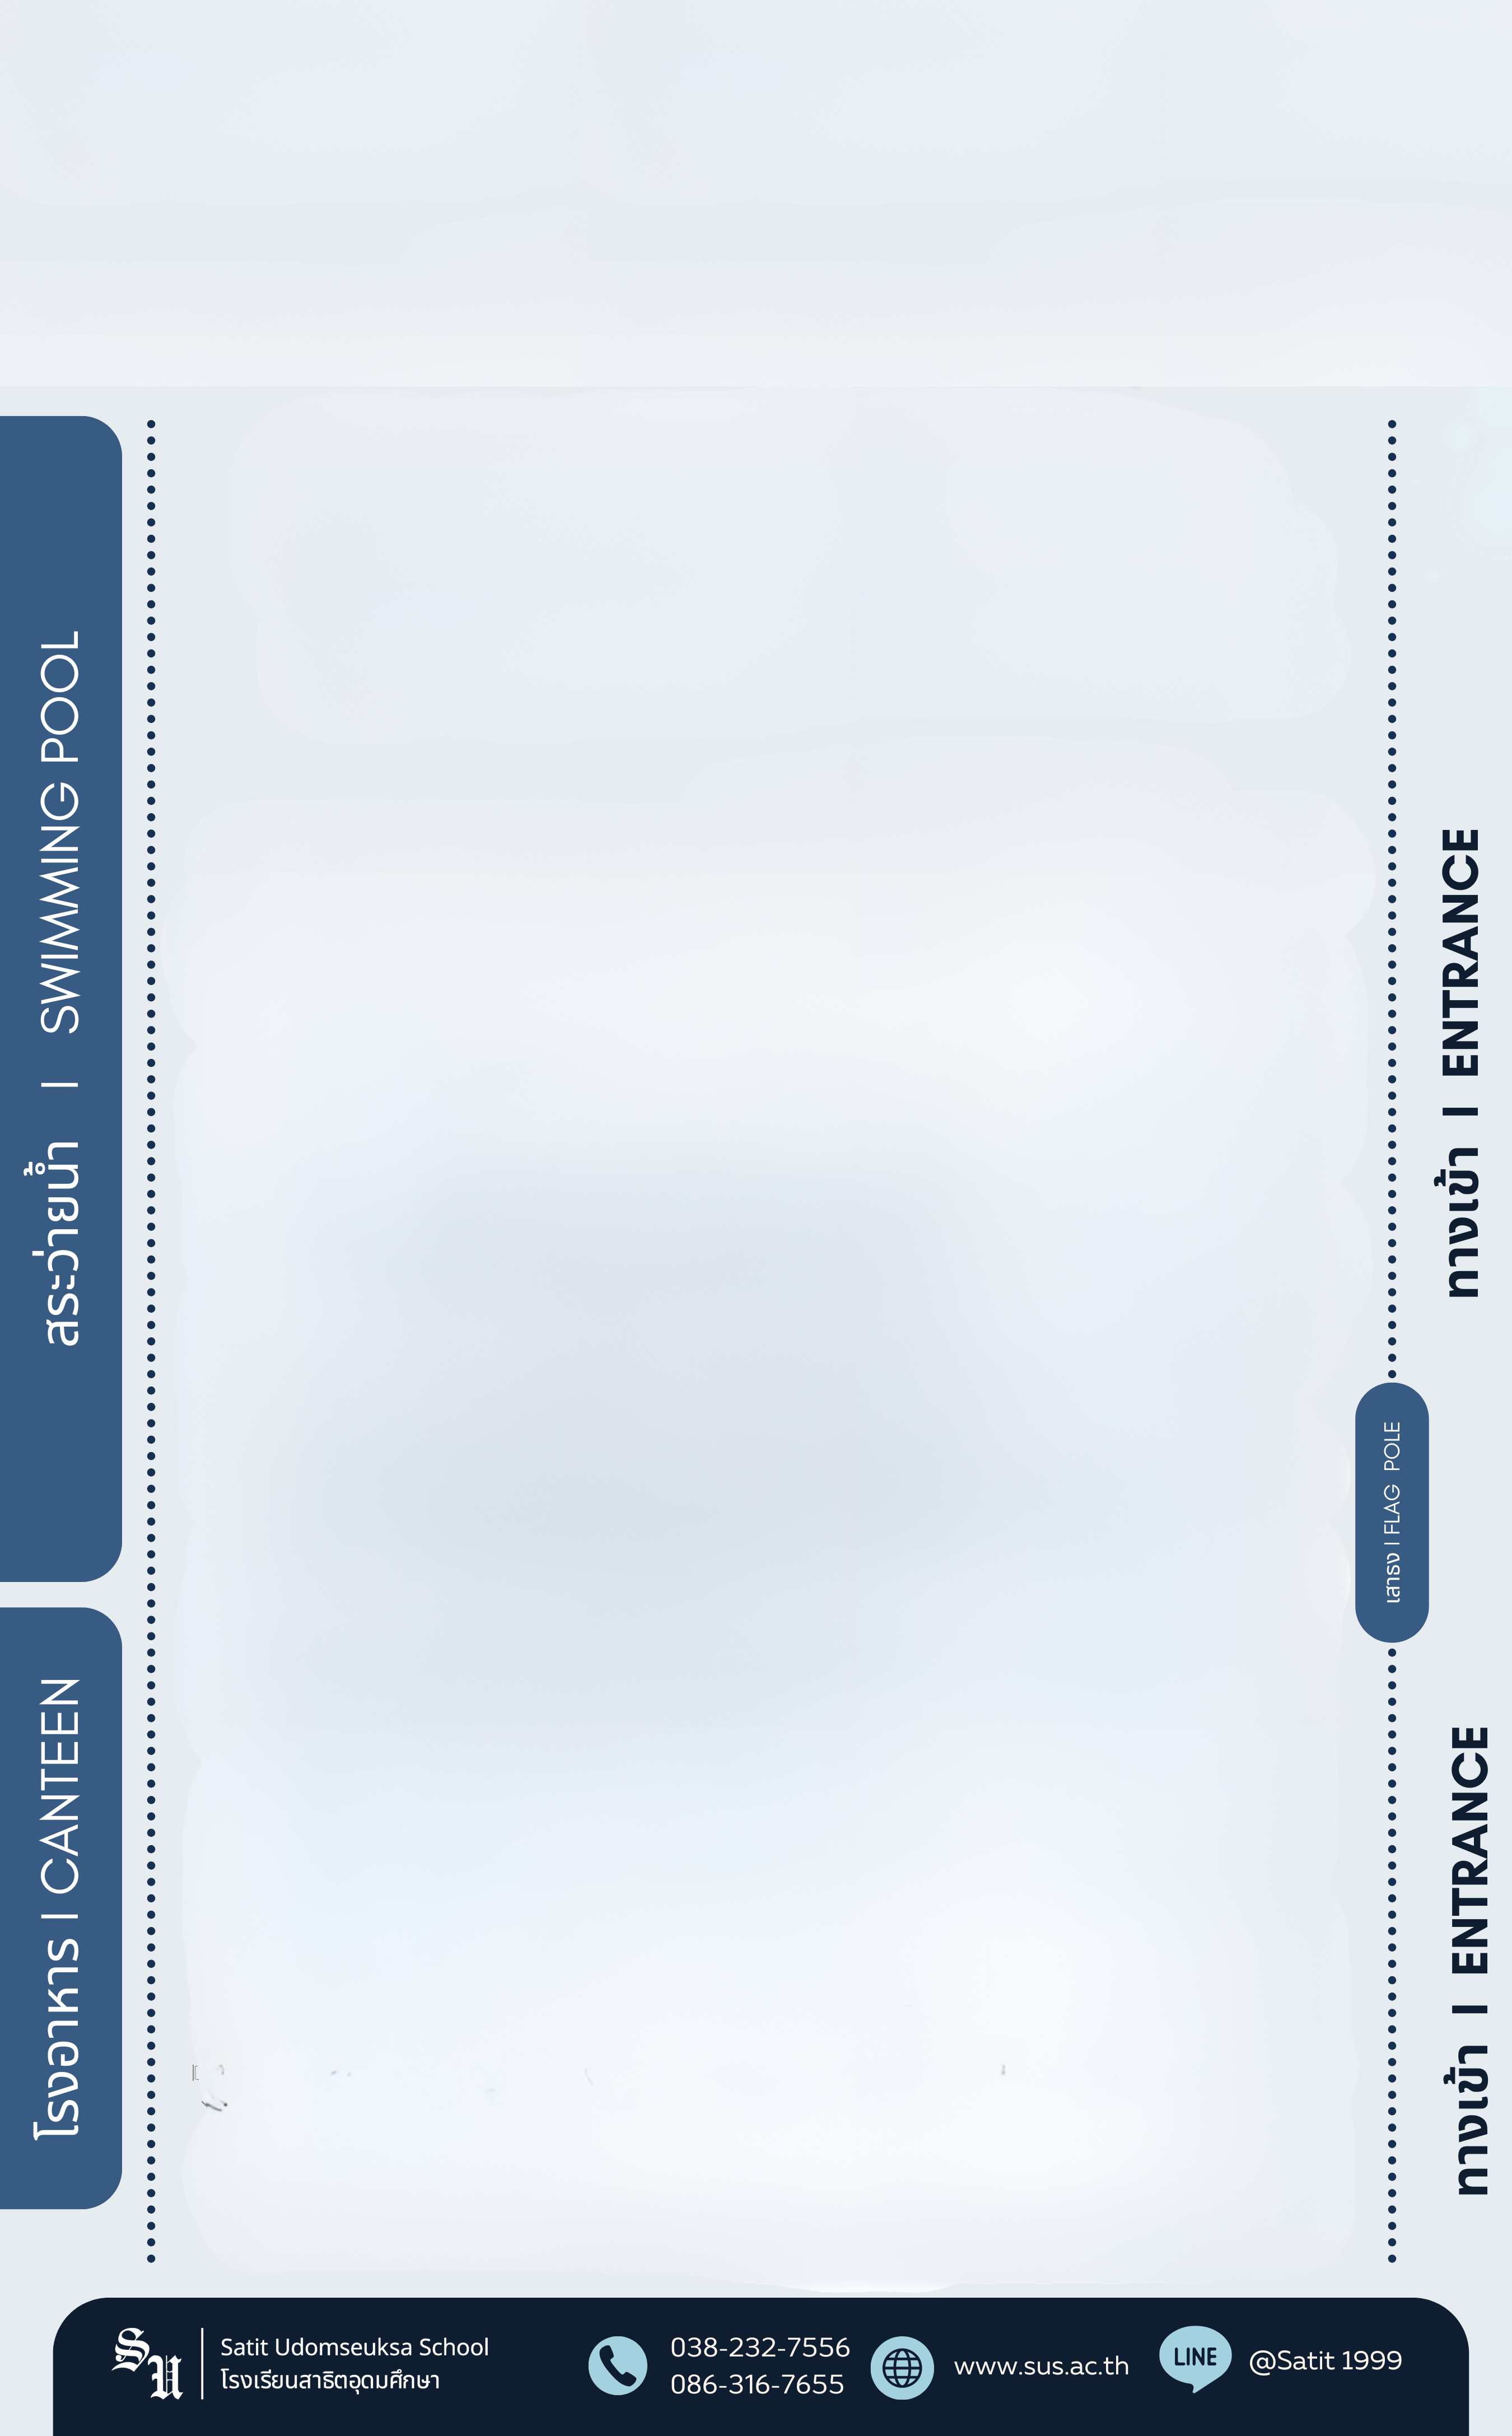 สระว่ายน้ำ | SWIMMING POOL
โรงอาหาร | CANTEEN
ทางเข้า | ENTRANCE
เสาธง | FLAG POLE
ทางเข้า | ENTRANCE
SU
Satit Udomseuksa School
โรงเรียนสาธิตอุดมศึกษา
038-232-7556
086-316-7655
www.sus.ac.th
LINE
@Satit 1999